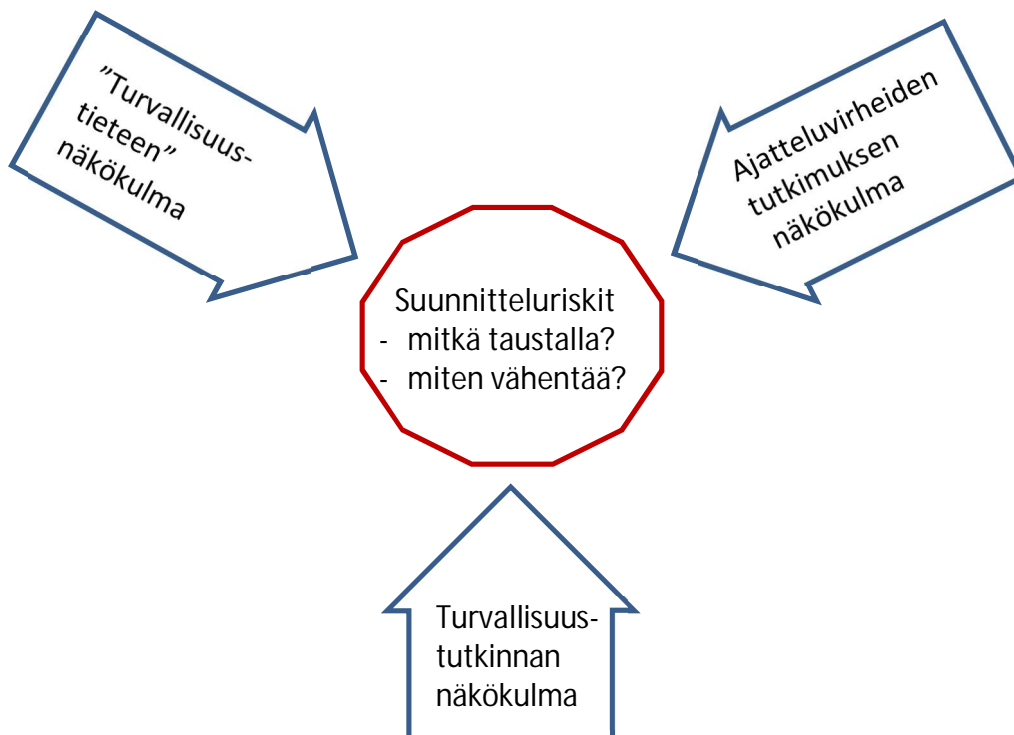 ”Turvallisuus-
tieteen”
näkökulma
Ajatteluvirheiden
tutkimuksen
näkökulma
Suunnitteluriskit
- mitkä taustalla?
- miten vähentää?
Turvallisuus-
tutkinnan
näkökulma